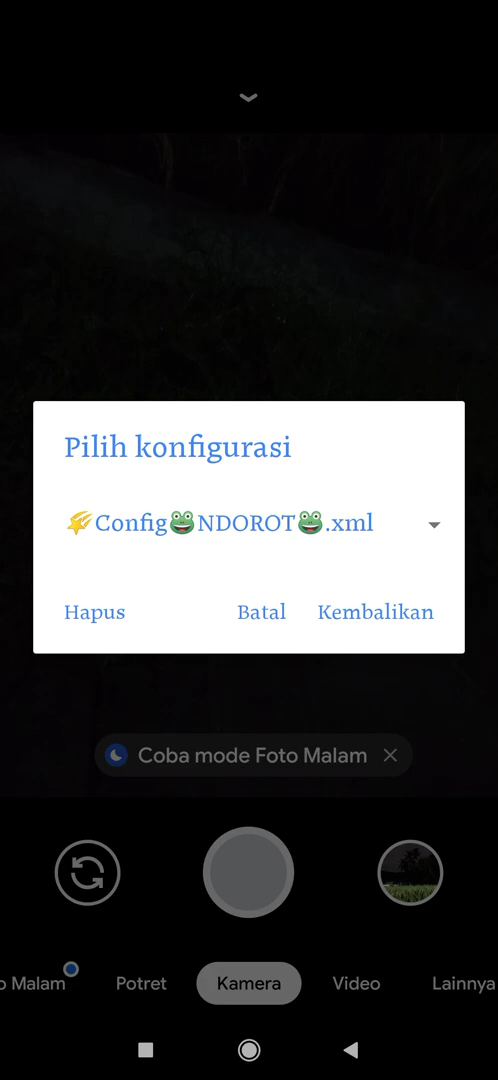 Pilih konfigurasi
🌠Config🐸NDOROT🐸.xml
Hapus Batal Kembalikan
Coba mode Foto Malam
o Malam Potret Kamera Video Lainnya